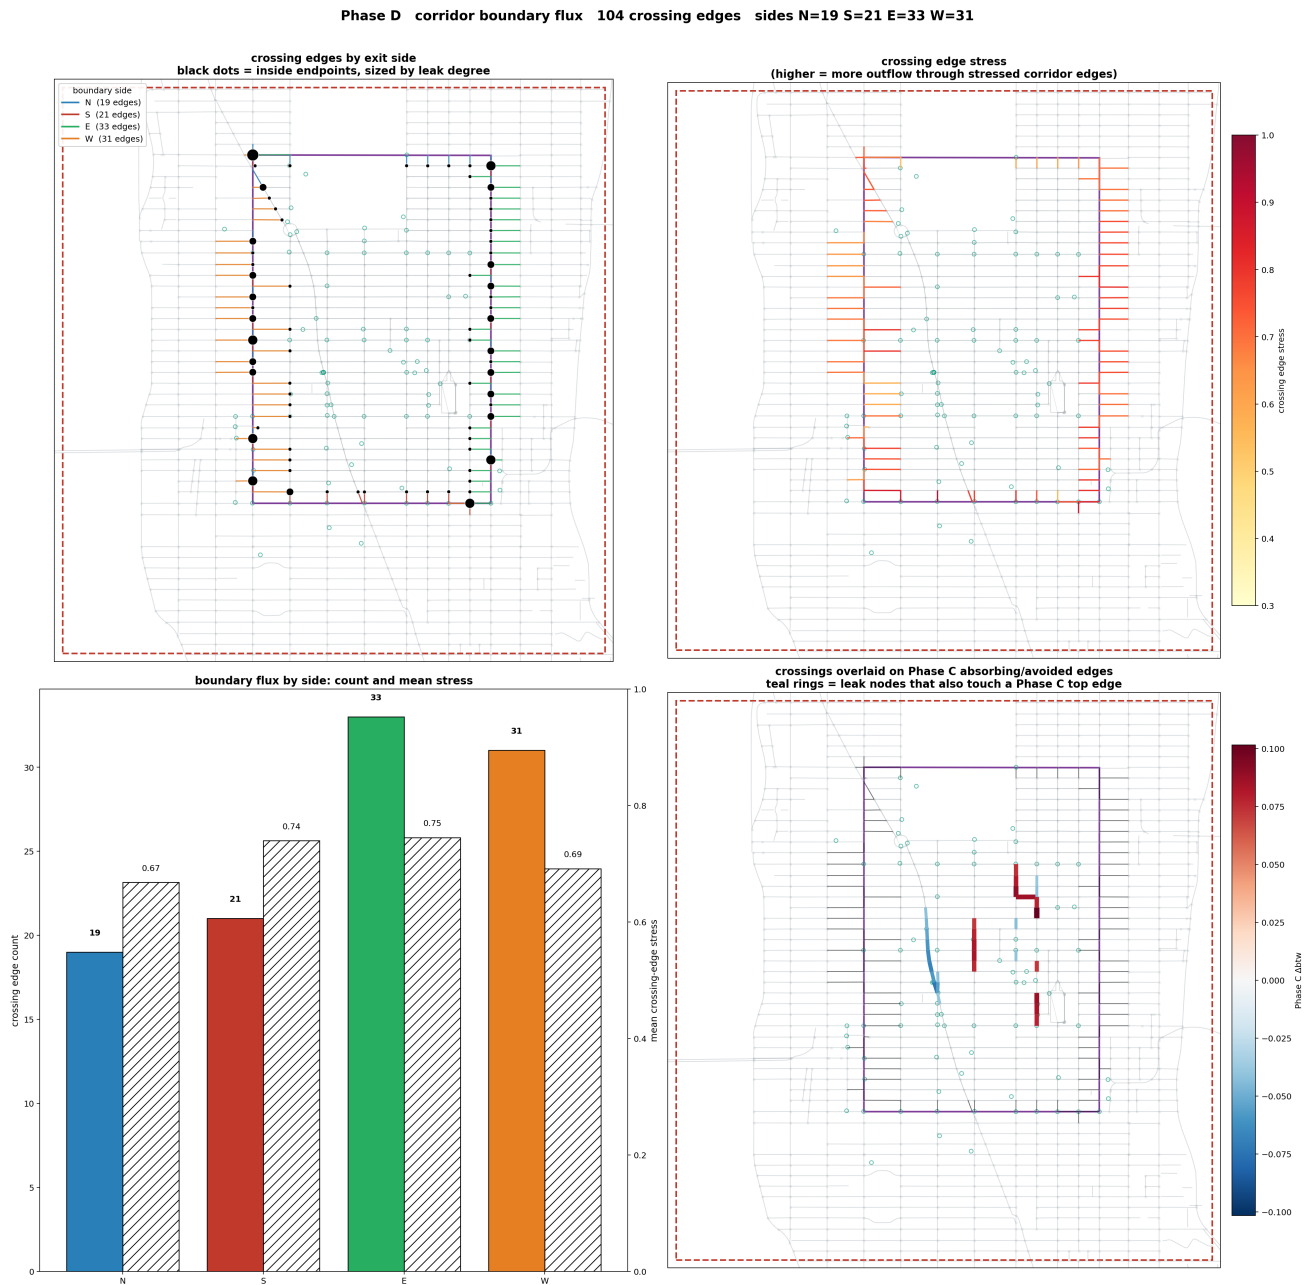 Phase D   corridor boundary flux   104 crossing edges   sides N=19 S=21 E=33 W=31
crossing edges by exit side
black dots = inside endpoints, sized by leak degree
boundary side
N (19 edges)
S (21 edges)
E (33 edges)
W (31 edges)
crossing edge stress
(higher = more outflow through stressed corridor edges)
1.0
0.9
0.8
0.7
0.6
0.5
0.4
0.3
crossing edge stress
boundary flux by side: count and mean stress
30
25
20
15
10
5
0
crossing edge count
19
0.67
21
0.74
33
0.75
31
0.69
1.0
0.8
0.6
0.4
0.2
0.0
mean crossing-edge stress
N
S
E
W
crossings overlaid on Phase C absorbing/avoided edges
teal rings = leak nodes that also touch a Phase C top edge
0.100
0.075
0.050
0.025
0.000
−0.025
−0.050
−0.075
−0.100
Phase C Δbtw